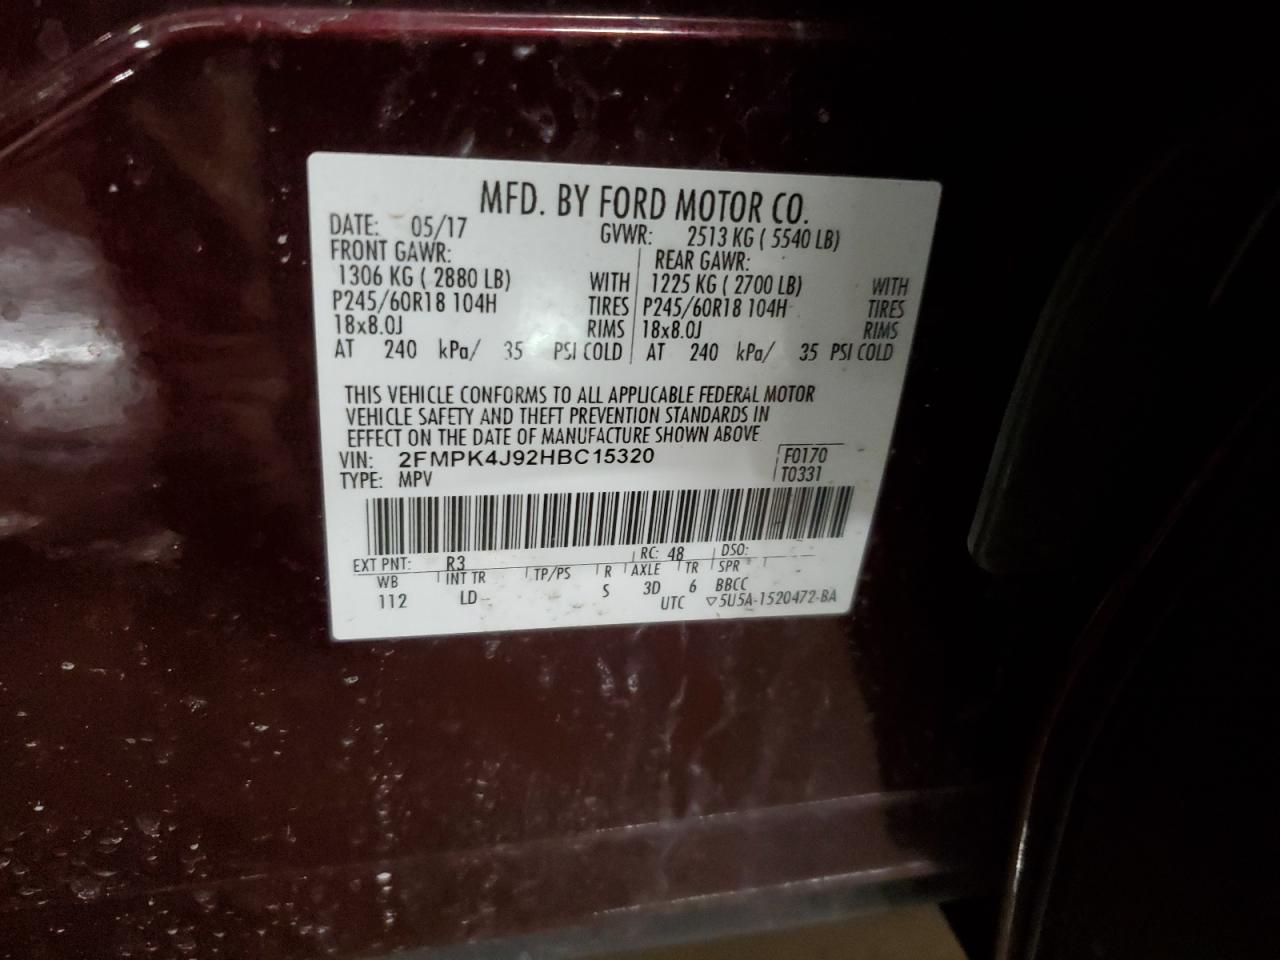 MFD. BY FORD MOTOR CO.
DATE: 05/17 GVWR: 2513 KG ( 5540 LB)
FRONT GAWR: REAR GAWR:
1306 KG ( 2880 LB) WITH 1225 KG ( 2700 LB) WITH
P245/60R18 104H TIRES P245/60R18 104H TIRES
18x8.0J RIMS 18x8.0J RIMS
AT 240 kPa/ 35 PSI COLD AT 240 kPa/ 35 PSI COLD
THIS VEHICLE CONFORMS TO ALL APPLICABLE FEDERAL MOTOR
VEHICLE SAFETY AND THEFT PREVENTION STANDARDS IN
EFFECT ON THE DATE OF MANUFACTURE SHOWN ABOVE
VIN: 2FMPK4J92HBC15320 F0170
TYPE: MPV T0331
EXT PNT: R3 RC: 48 DSO:
WB INT TR TP/PS R AXLE TR SPR
112 LD S 3D 6 BBCC
UTC ▽5U5A-1520472-BA